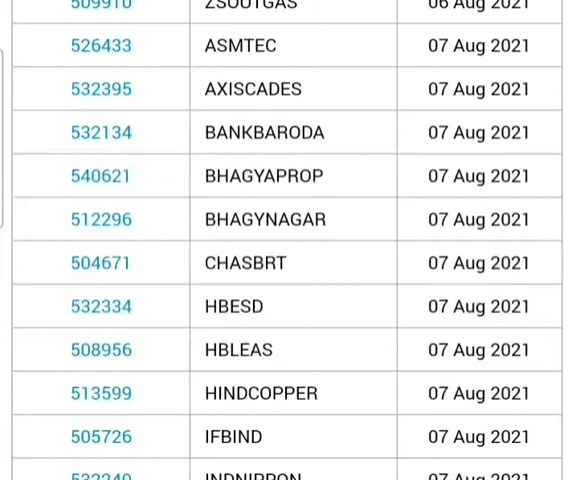 509910 ZSOUTGAS 06 Aug 2021
526433 ASMTEC 07 Aug 2021
532395 AXISCADES 07 Aug 2021
532134 BANKBARODA 07 Aug 2021
540621 BHAGYAPROP 07 Aug 2021
512296 BHAGYNAGAR 07 Aug 2021
504671 CHASBRT 07 Aug 2021
532334 HBESD 07 Aug 2021
508956 HBLEAS 07 Aug 2021
513599 HINDCOPPER 07 Aug 2021
505726 IFBIND 07 Aug 2021
532240 INDNIPPON 07 Aug 2021